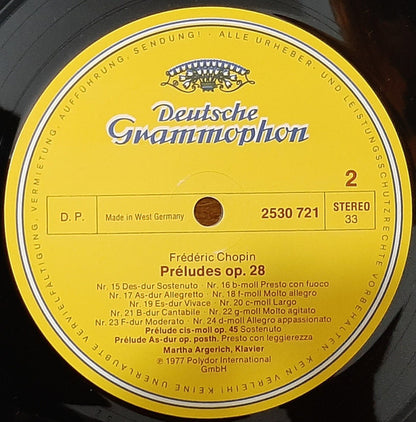 VERMIETUNG, AUFFÜHRUNG, SENDUNG! · ALLE URHEBER- UND LEISTUNGSSCHUTZRECHTE VORBEHALTEN · KEIN VERLEIH! KEINE UNERLAUBTE VERVIELFÄLTIGUNG,
Deutsche
Grammophon
2
D. P.
Made in West Germany
2530 721
STEREO
33
Frédéric Chopin
Préludes op. 28
Nr. 15 Des-dur Sostenuto · Nr. 16 b-moll Presto con fuoco
Nr. 17 As-dur Allegretto · Nr. 18 f-moll Molto allegro
Nr. 19 Es-dur Vivace · Nr. 20 c-moll Largo
Nr. 21 B-dur Cantabile · Nr. 22 g-moll Molto agitato
Nr. 23 F-dur Moderato · Nr. 24 d-moll Allegro appassionato
Prélude cis-moll op. 45 Sostenuto
Prélude As-dur op. posth. Presto con leggierezza
Martha Argerich, Klavier
℗ 1977 Polydor International
GmbH